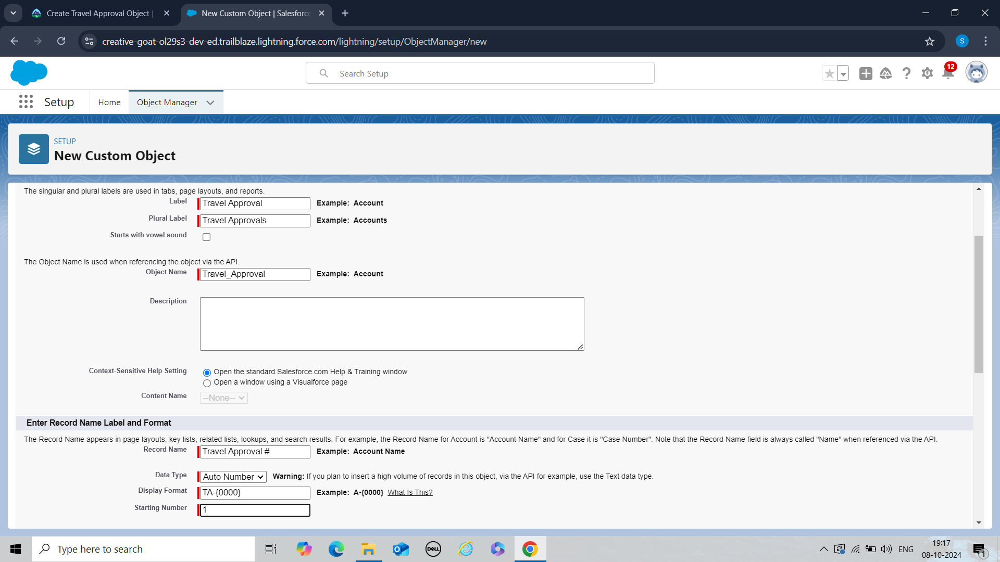 Create Travel Approval Object |
New Custom Object | Salesforce
creative-goat-ol29s3-dev-ed.trailblaze.lightning.force.com/lightning/setup/ObjectManager/new
S
Search Setup
12
Setup
Home
Object Manager
SETUP
New Custom Object
The singular and plural labels are used in tabs, page layouts, and reports.
Label Travel Approval Example: Account
Plural Label Travel Approvals Example: Accounts
Starts with vowel sound
The Object Name is used when referencing the object via the API.
Object Name Travel_Approval Example: Account
Description
Context-Sensitive Help Setting Open the standard Salesforce.com Help & Training window
Open a window using a Visualforce page
Content Name --None--
Enter Record Name Label and Format
The Record Name appears in page layouts, key lists, related lists, lookups, and search results. For example, the Record Name for Account is "Account Name" and for Case it is "Case Number". Note that the Record Name field is always called "Name" when referenced via the API.
Record Name Travel Approval # Example: Account Name
Data Type Auto Number Warning: If you plan to insert a high volume of records in this object, via the API for example, use the Text data type.
Display Format TA-{0000} Example: A-{0000} What Is This?
Starting Number 1
Type here to search
DELL
ENG
19:17
08-10-2024
1